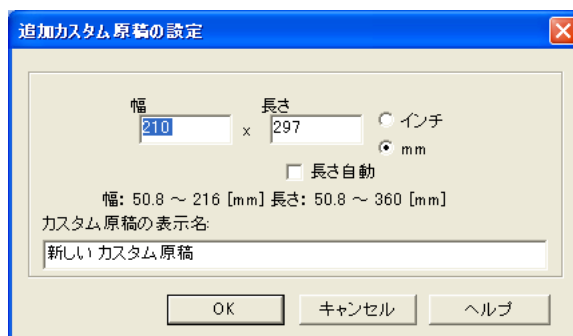 追加カスタム原稿の設定
幅 長さ
210 x 297 インチ
mm
長さ自動
幅: 50.8 ～ 216 [mm] 長さ: 50.8 ～ 360 [mm]
カスタム原稿の表示名:
新しい カスタム原稿
OK キャンセル ヘルプ